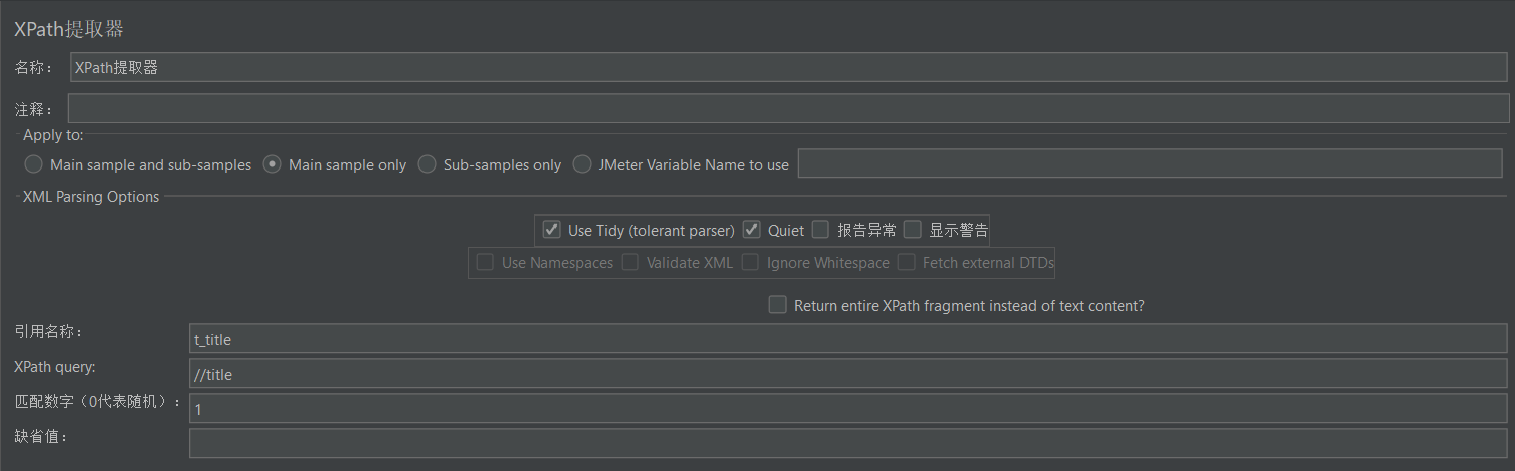 XPath提取器
名称： XPath提取器
注释：
Apply to:
Main sample and sub-samples Main sample only Sub-samples only JMeter Variable Name to use
XML Parsing Options
Use Tidy (tolerant parser) Quiet 报告异常 显示警告
Use Namespaces Validate XML Ignore Whitespace Fetch external DTDs
Return entire XPath fragment instead of text content?
引用名称： t_title
XPath query: //title
匹配数字（0代表随机）： 1
缺省值：